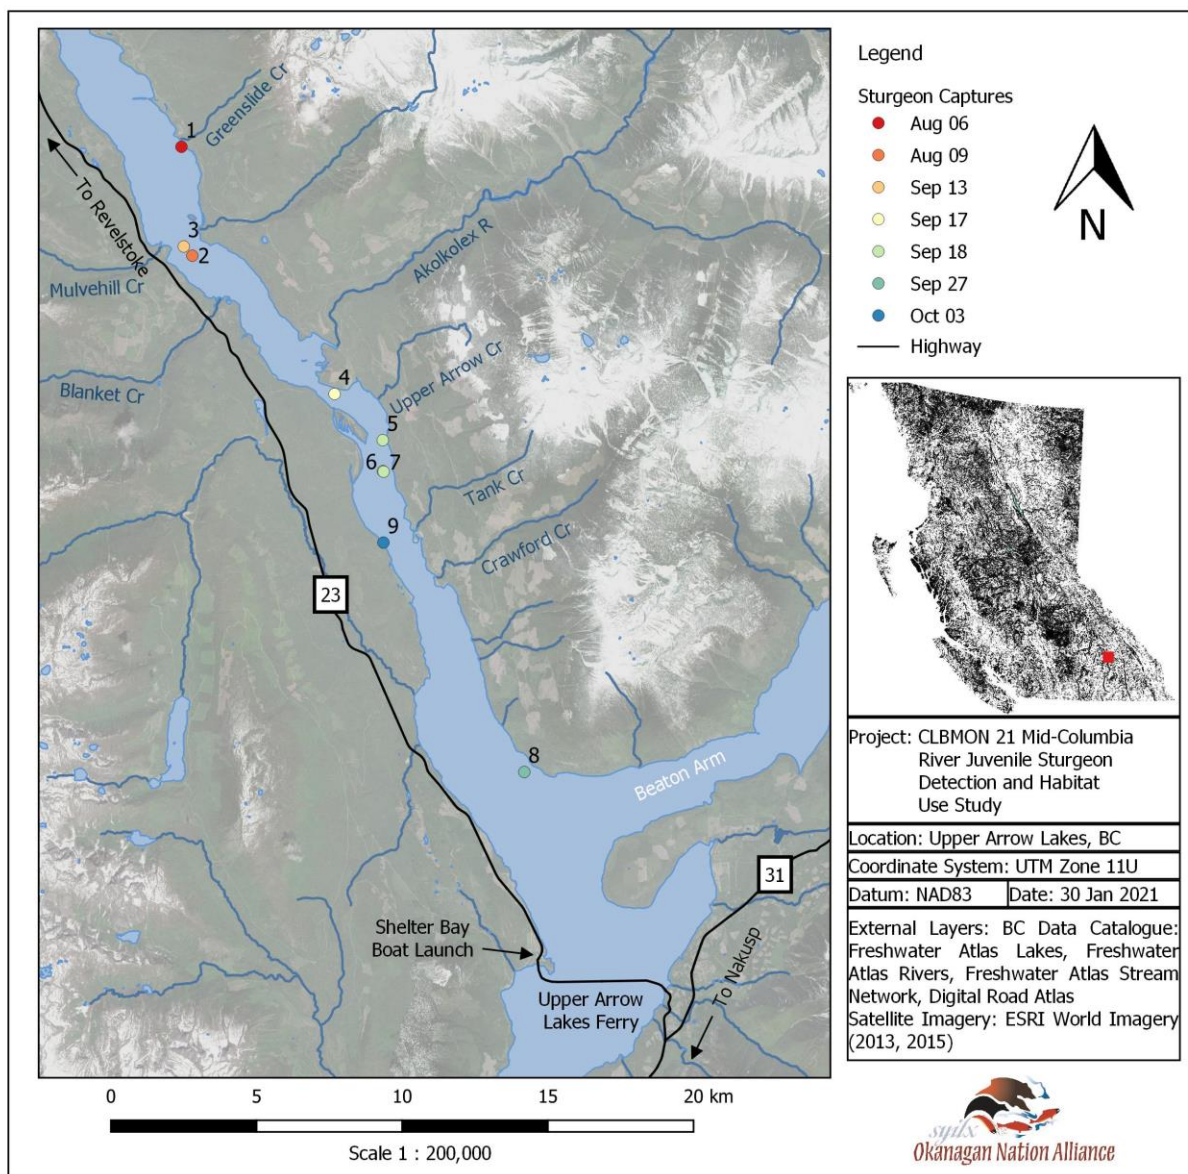 Greenslide Cr
1
To Revelstoke
3
2
Mulvehill Cr
Akolkolex R
Blanket Cr
4
Upper Arrow Cr
5
6 7
Tank Cr
9
Crawford Cr
23
8
Beaton Arm
31
Shelter Bay
Boat Launch
To Nakusp
Upper Arrow
Lakes Ferry
0 5 10 15 20 km
Scale 1 : 200,000
Legend
Sturgeon Captures
Aug 06
Aug 09
Sep 13
Sep 17
Sep 18
Sep 27
Oct 03
Highway
N
Project: CLBMON 21 Mid-Columbia
River Juvenile Sturgeon
Detection and Habitat
Use Study
Location: Upper Arrow Lakes, BC
Coordinate System: UTM Zone 11U
Datum: NAD83 Date: 30 Jan 2021
External Layers: BC Data Catalogue:
Freshwater Atlas Lakes, Freshwater
Atlas Rivers, Freshwater Atlas Stream
Network, Digital Road Atlas
Satellite Imagery: ESRI World Imagery
(2013, 2015)
syilx
Okanagan Nation Alliance